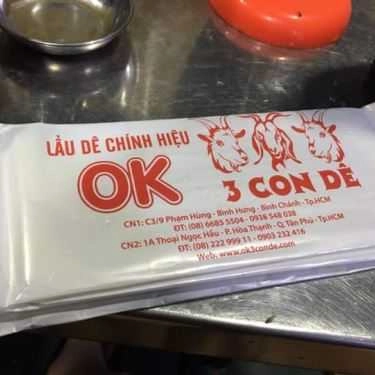 LẨU DÊ CHÍNH HIỆU
OK
3 CON DÊ
CN1: C3/9 Phạm Hùng - Bình Hưng - Bình Chánh - Tp.HCM
ĐT: (08) 6685 5504 - 0938 548 038
CN2: 1A Thoại Ngọc Hầu - P. Hòa Thạnh - Q. Tân Phú - Tp.HCM
ĐT: (08) 222 999 11 - 0903 232 416
Web: www.ok3conde.com